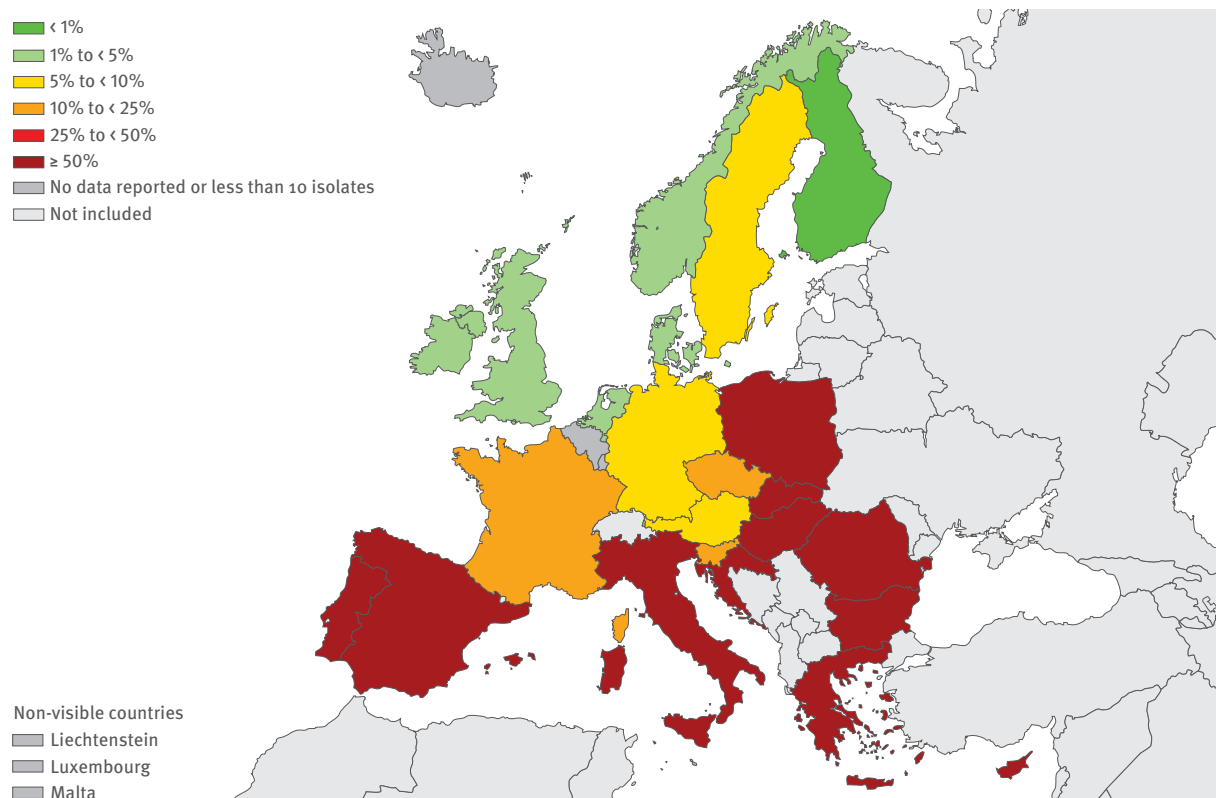 < 1%
1% to < 5%
5% to < 10%
10% to < 25%
25% to < 50%
≥ 50%
No data reported or less than 10 isolates
Not included
Non-visible countries
Liechtenstein
Luxembourg
Malta